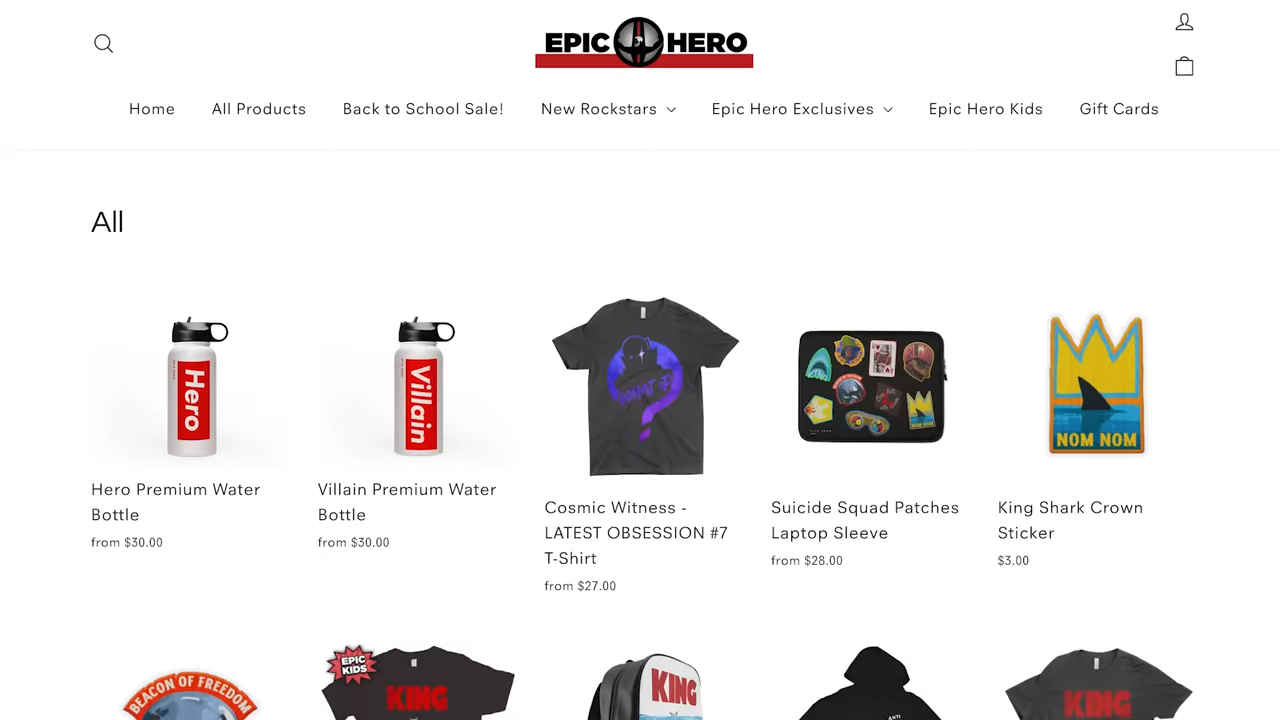 EPIC HERO
Home
All Products
Back to School Sale!
New Rockstars
Epic Hero Exclusives
Epic Hero Kids
Gift Cards
All
Hero
Villain
NOM NOM
Hero Premium Water
Bottle
from $30.00
Villain Premium Water
Bottle
from $30.00
Cosmic Witness -
LATEST OBSESSION #7
T-Shirt
from $27.00
Suicide Squad Patches
Laptop Sleeve
from $28.00
King Shark Crown
Sticker
$3.00
BEACON OF FREEDOM
EPIC
KIDS
KING
KING
ANTI
KING